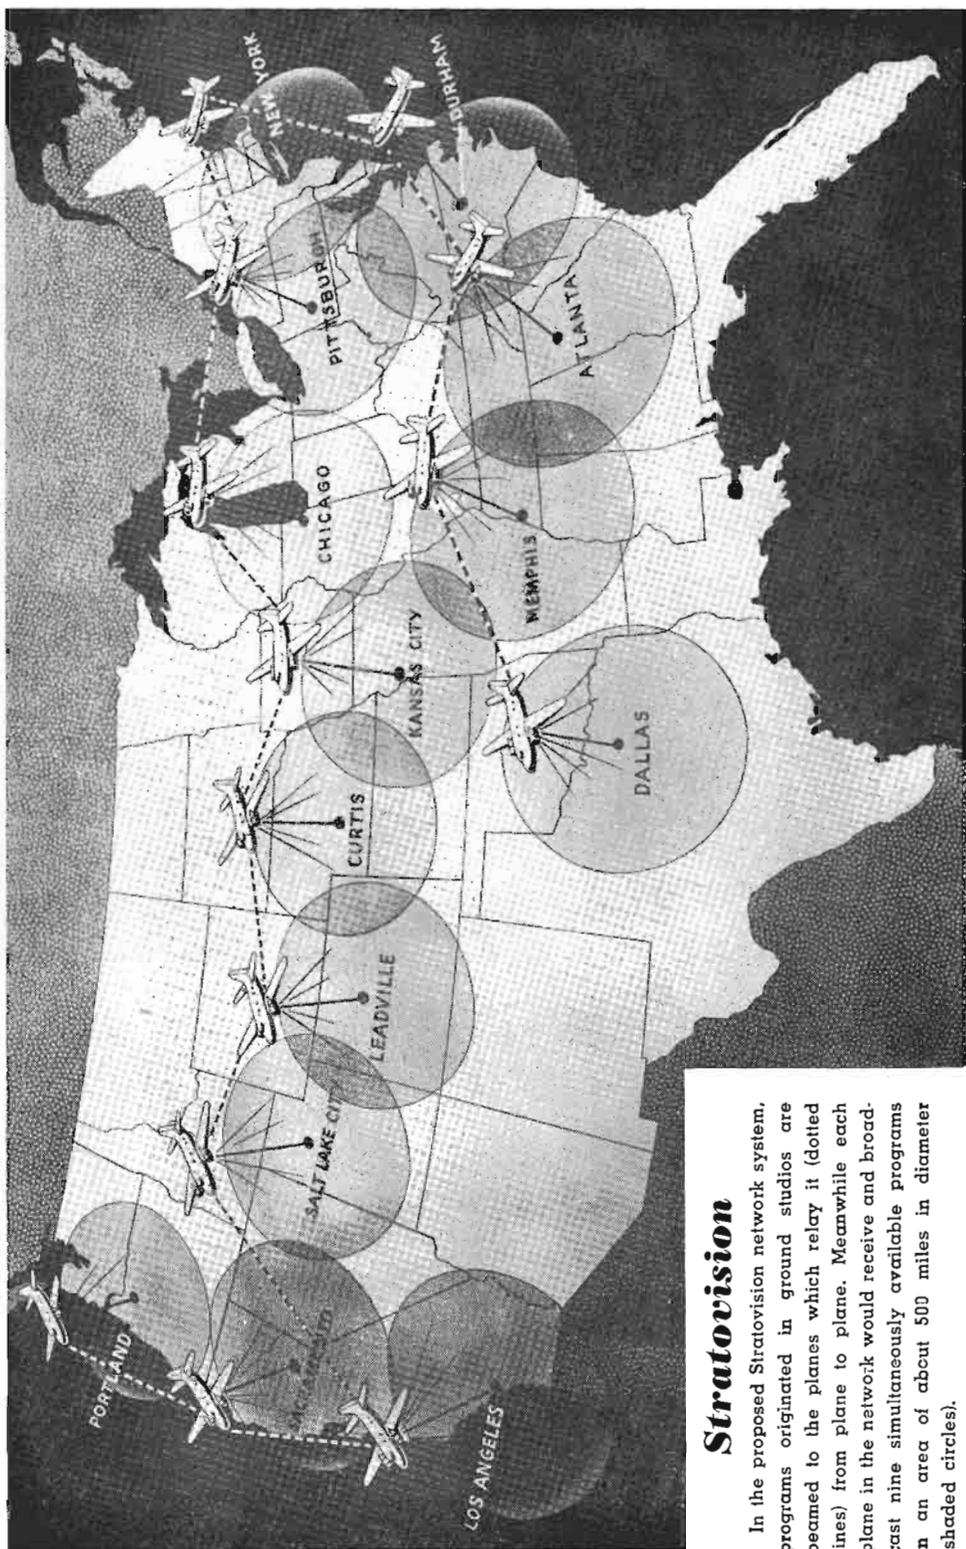 NEW YORK
DURHAM
PITTSBURGH
ATLANTA
CHICAGO
MEMPHIS
KANSAS CITY
DALLAS
CURTIS
LEADVILLE
SALT LAKE CITY
PORTLAND
LOS ANGELES
Stratovision
In the proposed Stratovision network system,
programs originated in ground studios are
beamed to the planes which relay it (dotted
ines) from plane to plane. Meanwhile each
plane in the network would receive and broad-
cast nine simultaneously available programs
n an area of about 500 miles in diameter
shaded circles).